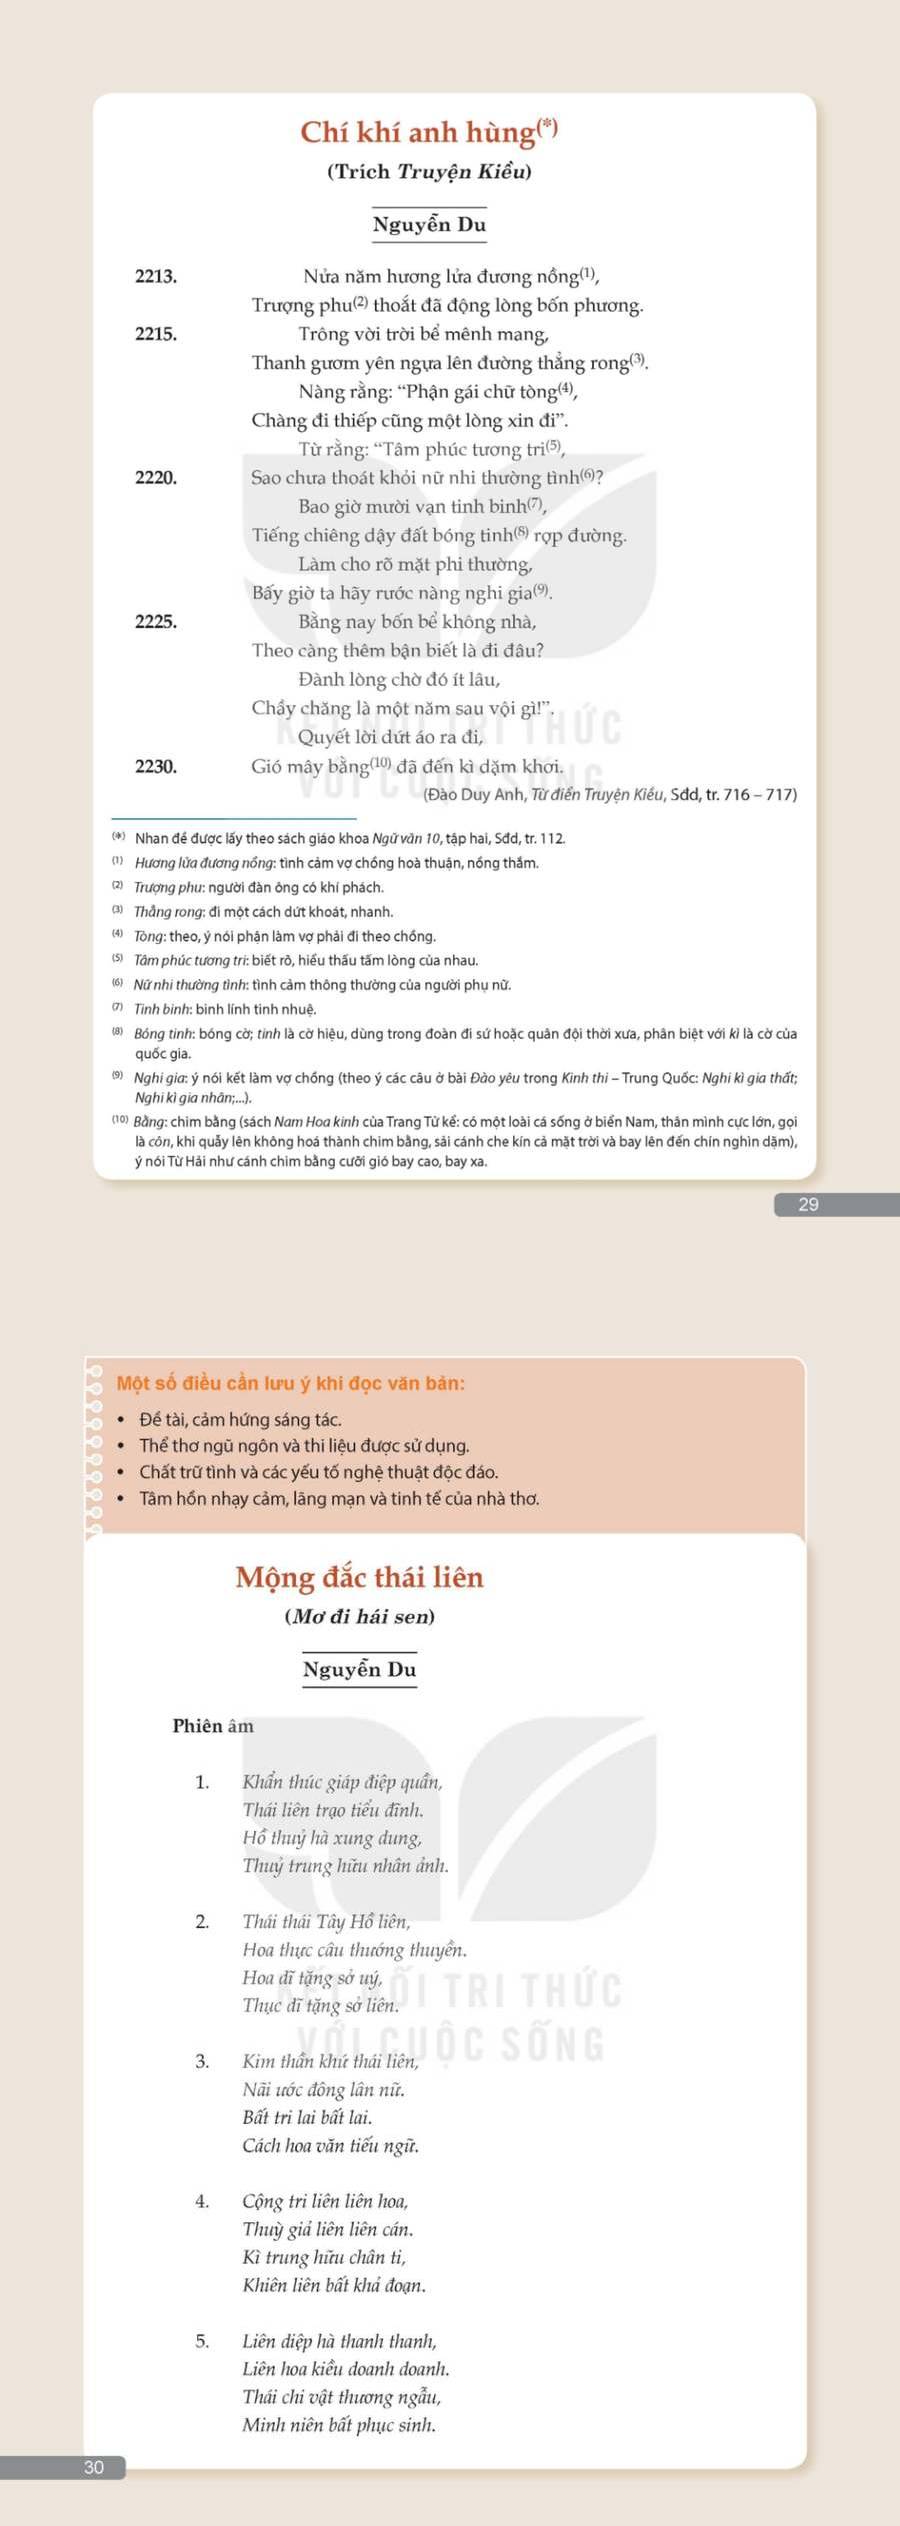 Chí khí anh hùng(*)
(Trích Truyện Kiều)
Nguyễn Du
2213. Nửa năm hương lửa đương nồng(1),
Trượng phu(2) thoắt đã động lòng bốn phương.
2215. Trông vời trời bể mênh mang,
Thanh gươm yên ngựa lên đường thẳng rong(3).
Nàng rằng: “Phận gái chữ tòng(4),
Chàng đi thiếp cũng một lòng xin đi”.
Từ rằng: “Tâm phúc tương tri(5),
2220. Sao chưa thoát khỏi nữ nhi thường tình(6)?
Bao giờ mười vạn tinh binh(7),
Tiếng chiêng dậy đất bóng tinh(8) rợp đường.
Làm cho rõ mặt phi thường,
Bấy giờ ta hãy rước nàng nghi gia(9).
2225. Bằng nay bốn bể không nhà,
Theo càng thêm bận biết là đi đâu?
Đành lòng chờ đó ít lâu,
Chầy chăng là một năm sau vội gì!”.
Quyết lời dứt áo ra đi,
2230. Gió mây bằng(10) đã đến kì dặm khơi.
(Đào Duy Anh, Từ điển Truyện Kiều, Sđd, tr. 716 – 717)
(*) Nhan đề được lấy theo sách giáo khoa Ngữ văn 10, tập hai, Sđd, tr. 112.
(1) Hương lửa đương nồng: tình cảm vợ chồng hoà thuận, nồng thắm.
(2) Trượng phu: người đàn ông có khí phách.
(3) Thẳng rong: đi một cách dứt khoát, nhanh.
(4) Tòng: theo, ý nói phận làm vợ phải đi theo chồng.
(5) Tâm phúc tương tri: biết rõ, hiểu thấu tấm lòng của nhau.
(6) Nữ nhi thường tình: tình cảm thông thường của người phụ nữ.
(7) Tinh binh: binh lính tinh nhuệ.
(8) Bóng tinh: bóng cờ; tinh là cờ hiệu, dùng trong đoàn đi sứ hoặc quân đội thời xưa, phân biệt với kì là cờ của
quốc gia.
(9) Nghi gia: ý nói kết làm vợ chồng (theo ý các câu ở bài Đào yêu trong Kinh thi – Trung Quốc: Nghi kì gia thất;
Nghi kì gia nhân;...).
(10) Bằng: chim bằng (sách Nam Hoa kinh của Trang Tử kể: có một loài cá sống ở biển Nam, thân mình cực lớn, gọi
là côn, khi quẫy lên không hoá thành chim bằng, sải cánh che kín cả mặt trời và bay lên đến chín nghìn dặm),
ý nói Từ Hải như cánh chim bằng cưỡi gió bay cao, bay xa.
KẾT NỐI TRI THỨC
VỚI CUỘC SỐNG
29
Một số điều cần lưu ý khi đọc văn bản:
• Đề tài, cảm hứng sáng tác.
• Thể thơ ngũ ngôn và thi liệu được sử dụng.
• Chất trữ tình và các yếu tố nghệ thuật độc đáo.
• Tâm hồn nhạy cảm, lãng mạn và tinh tế của nhà thơ.
Mộng đắc thái liên
(Mơ đi hái sen)
Nguyễn Du
Phiên âm
1. Khẩn thúc giáp điệp quần,
Thái liên trạo tiểu đĩnh.
Hồ thuỷ hà xung dung,
Thuỷ trung hữu nhân ảnh.
2. Thái thái Tây Hồ liên,
Hoa thực câu thướng thuyền.
Hoa dĩ tặng sở uý,
Thục dĩ tặng sở liên.
3. Kim thần khứ thái liên,
Nãi ước đông lân nữ.
Bất tri lai bất lai.
Cách hoa văn tiếu ngữ.
4. Cộng tri liên liên hoa,
Thuỳ giả liên liên cán.
Kì trung hữu chân ti,
Khiên liên bất khả đoạn.
5. Liên diệp hà thanh thanh,
Liên hoa kiều doanh doanh.
Thái chi vật thương ngẫu,
Minh niên bất phục sinh.
KẾT NỐI TRI THỨC
VỚI CUỘC SỐNG
30